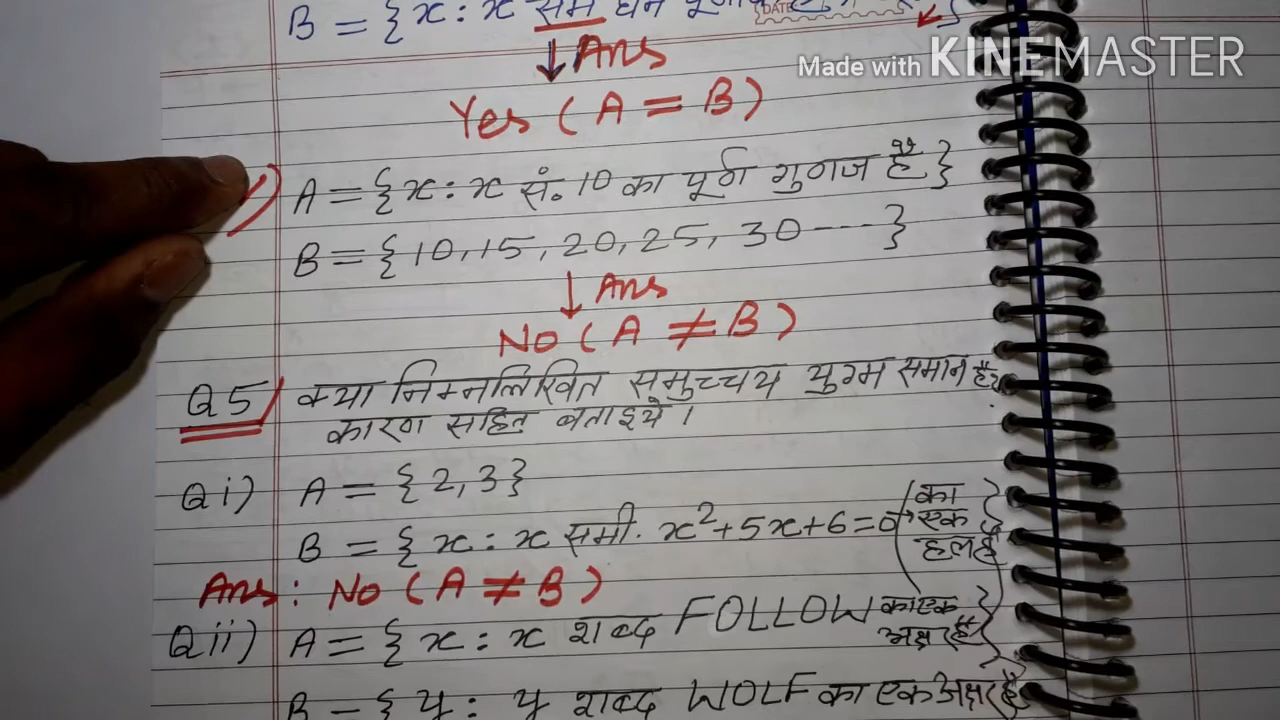 B = {x : x सम धन
DATE
Made with KINEMASTER
Ans
Yes (A = B)
A = {x : x सं. 10 का पूर्ण गुणज है}
B = {10, 15, 20, 25, 30 ---- }
Ans
No (A ≠ B)
Q5 क्या निम्नलिखित समुच्चय युग्म समान है?
कारण सहित बताइये।
Qi) A = {2, 3}
B = {x : x समी. x²+5x+6=0 का एक हल है}
Ans : No (A ≠ B)
Qii) A = {x : x शब्द FOLLOW का एक अक्षर है}
B = {y : y शब्द WOLF का एक अक्षर है